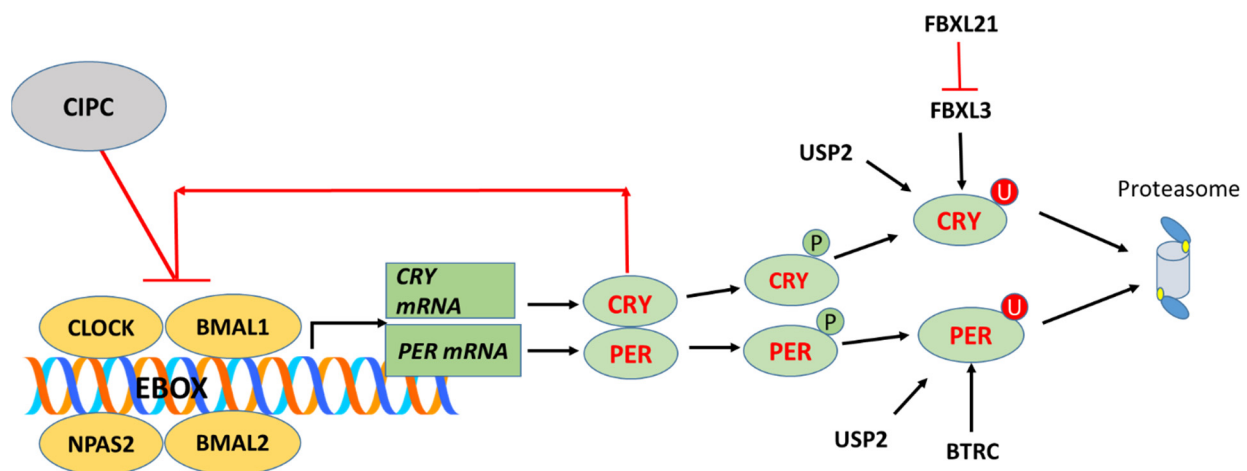 FBXL21
CIPC
FBXL3
USP2
U
Proteasome
CRY
P
CRY
mRNA
CRY
CRY
U
CLOCK
BMAL1
P
PER
PER mRNA
PER
PER
EBOX
USP2
BTRC
NPAS2
BMAL2